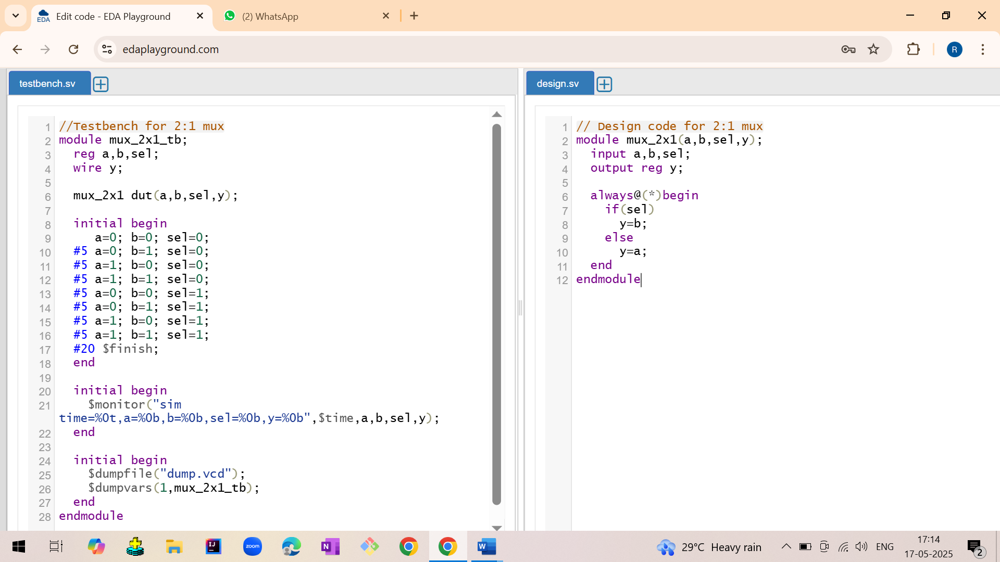 Edit code - EDA Playground
(2) WhatsApp
edaplayground.com
R
testbench.sv
design.sv
1 //Testbench for 2:1 mux
2 module mux_2x1_tb;
3 reg a,b,sel;
4 wire y;
5
6 mux_2x1 dut(a,b,sel,y);
7
8 initial begin
9 a=0; b=0; sel=0;
10 #5 a=0; b=1; sel=0;
11 #5 a=1; b=0; sel=0;
12 #5 a=1; b=1; sel=0;
13 #5 a=0; b=0; sel=1;
14 #5 a=0; b=1; sel=1;
15 #5 a=1; b=0; sel=1;
16 #5 a=1; b=1; sel=1;
17 #20 $finish;
18 end
19
20 initial begin
21 $monitor("sim
time=%0t,a=%0b,b=%0b,sel=%0b,y=%0b",$time,a,b,sel,y);
22 end
23
24 initial begin
25 $dumpfile("dump.vcd");
26 $dumpvars(1,mux_2x1_tb);
27 end
28 endmodule
1 // Design code for 2:1 mux
2 module mux_2x1(a,b,sel,y);
3 input a,b,sel;
4 output reg y;
5
6 always@(*)begin
7 if(sel)
8 y=b;
9 else
10 y=a;
11 end
12 endmodule
29°C Heavy rain
ENG
17:14
17-05-2025
2
EDA
IJ
zoom
N
W